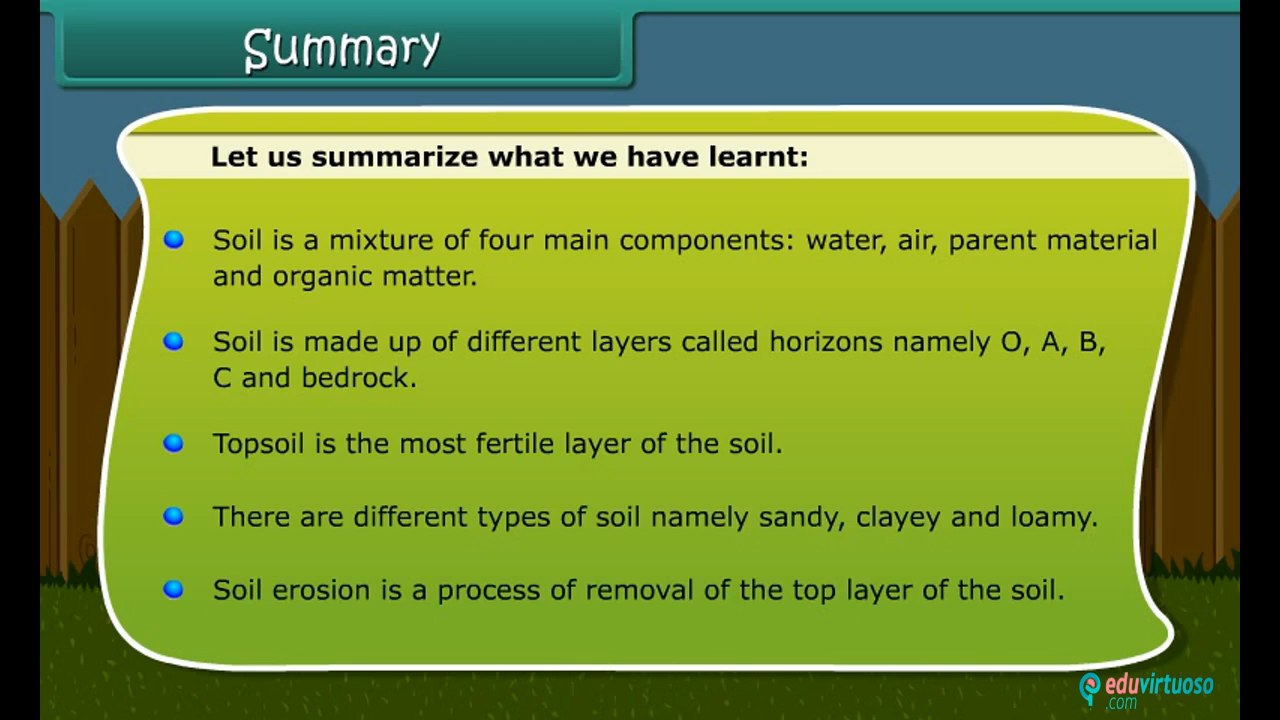 Summary
Let us summarize what we have learnt:
Soil is a mixture of four main components: water, air, parent material
and organic matter.
Soil is made up of different layers called horizons namely O, A, B,
C and bedrock.
Topsoil is the most fertile layer of the soil.
There are different types of soil namely sandy, clayey and loamy.
Soil erosion is a process of removal of the top layer of the soil.
eduvirtuoso
.com